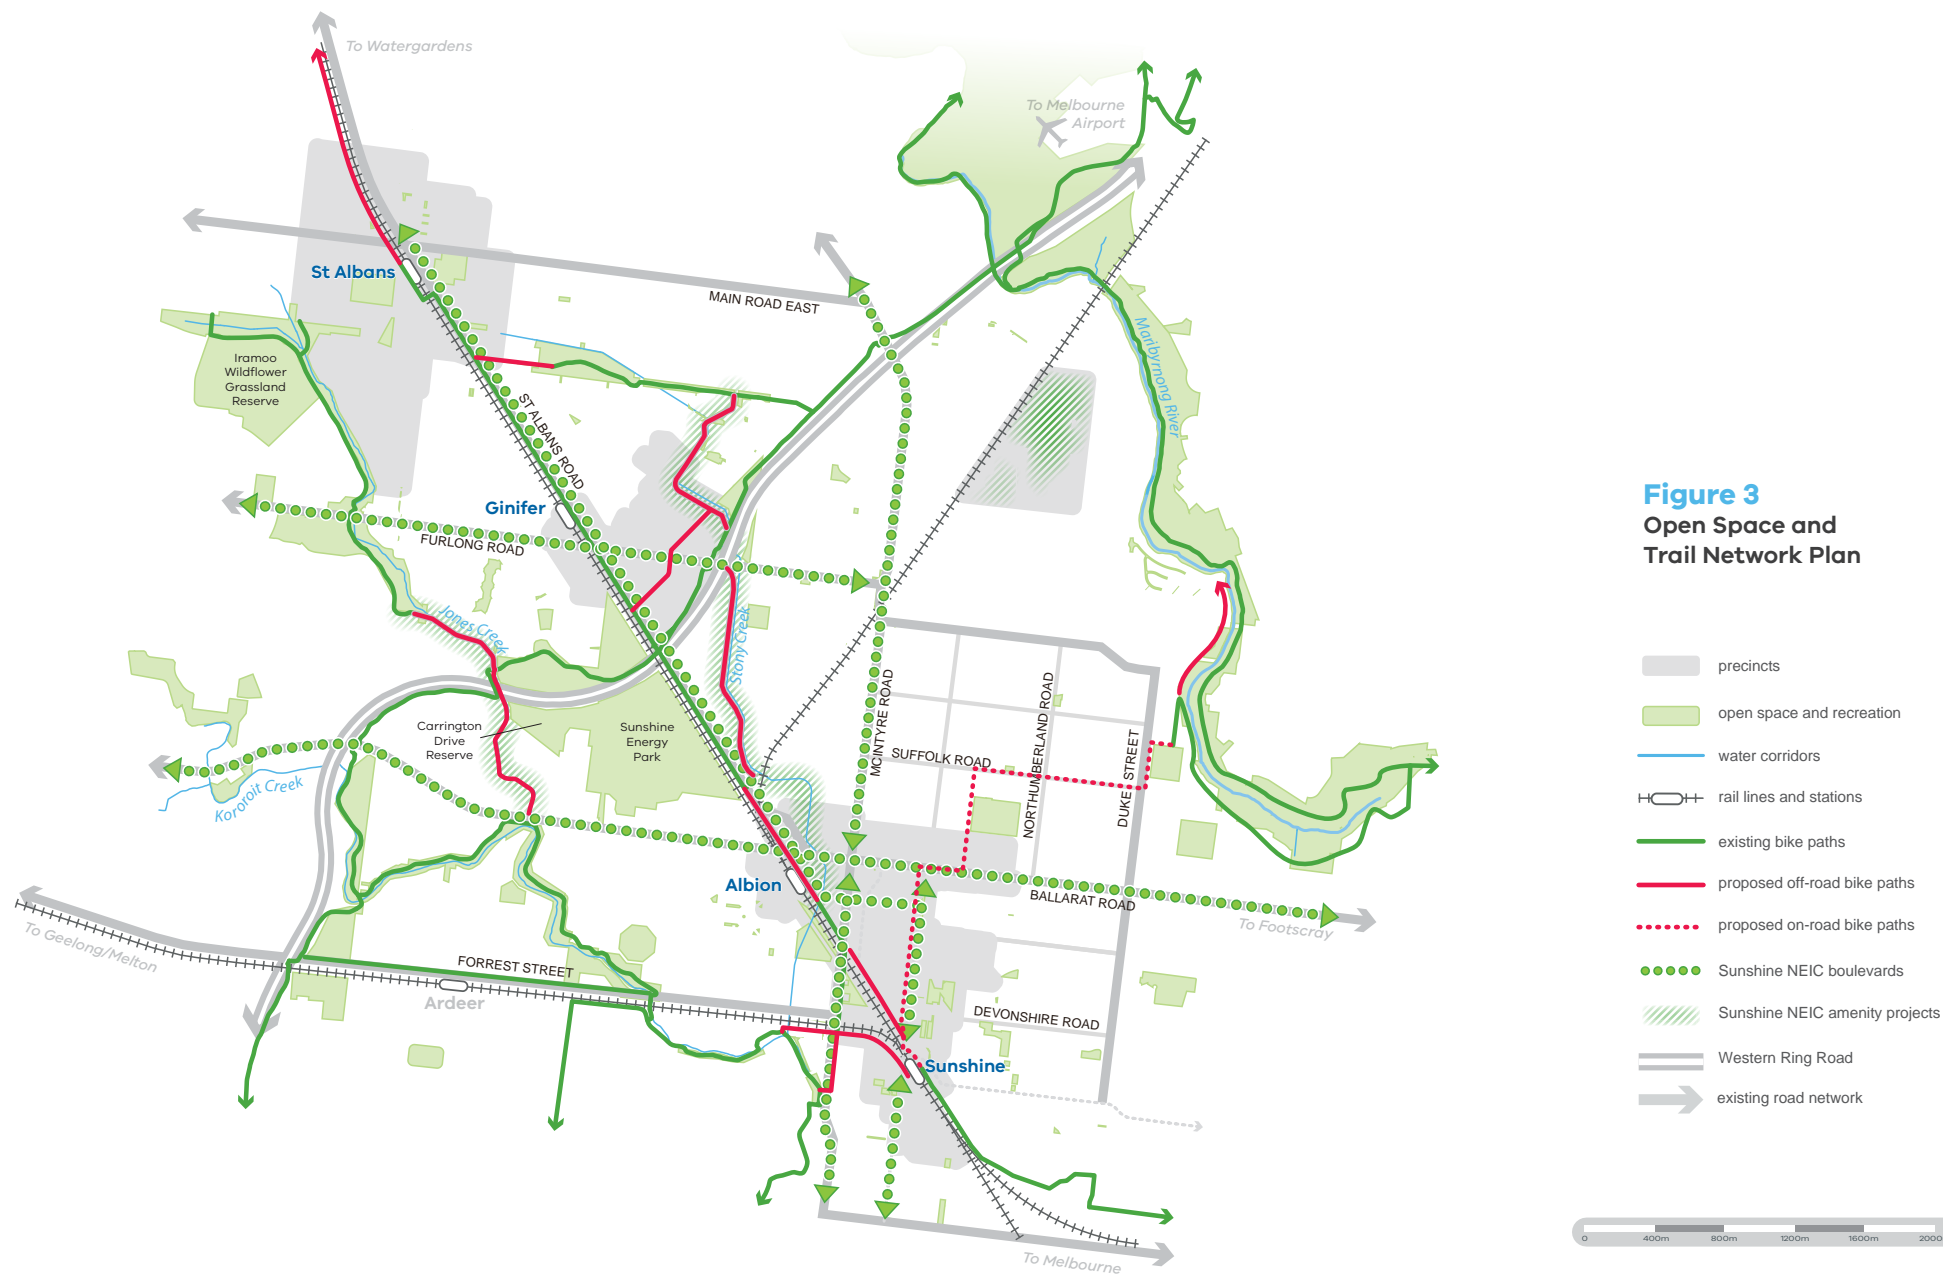 To Watergardens
To Melbourne
Airport
St Albans
MAIN ROAD EAST
Maribyrnong River
Iramoo
Wildflower
Grassland
Reserve
ST ALBANS ROAD
Ginifer
FURLONG ROAD
Jones Creek
Stony Creek
Carrington
Drive
Reserve
Sunshine
Energy
Park
MCINTYRE ROAD
SUFFOLK ROAD
NORTHUMBERLAND ROAD
DUKE STREET
Kororoit Creek
Albion
BALLARAT ROAD
To Footscray
To Geelong/Melton
FORREST STREET
Ardeer
DEVONSHIRE ROAD
Sunshine
To Melbourne
Figure 3
Open Space and
Trail Network Plan
precincts
open space and recreation
water corridors
rail lines and stations
existing bike paths
proposed off-road bike paths
proposed on-road bike paths
Sunshine NEIC boulevards
Sunshine NEIC amenity projects
Western Ring Road
existing road network
0 400m 800m 1200m 1600m 2000